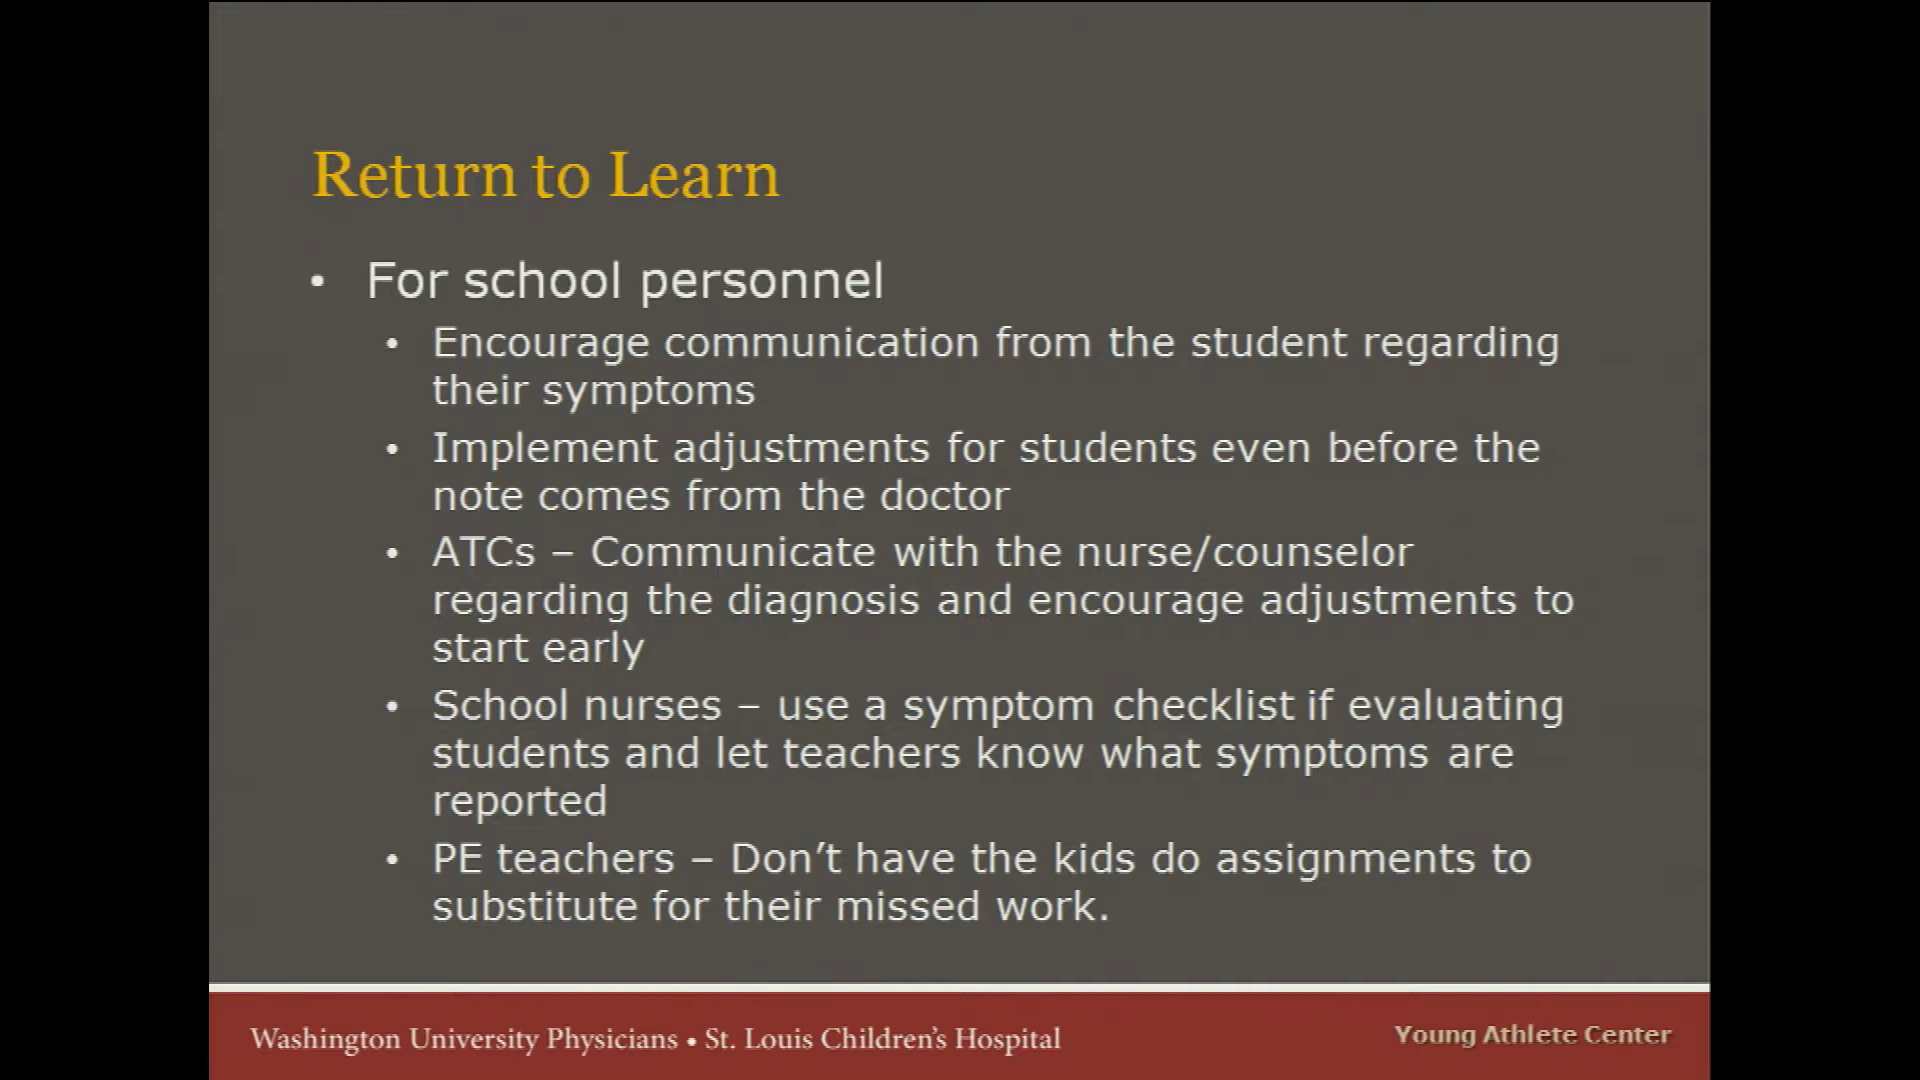 Return to Learn
• For school personnel
• Encourage communication from the student regarding
their symptoms
• Implement adjustments for students even before the
note comes from the doctor
• ATCs – Communicate with the nurse/counselor
regarding the diagnosis and encourage adjustments to
start early
• School nurses – use a symptom checklist if evaluating
students and let teachers know what symptoms are
reported
• PE teachers – Don’t have the kids do assignments to
substitute for their missed work.
Washington University Physicians • St. Louis Children’s Hospital
Young Athlete Center